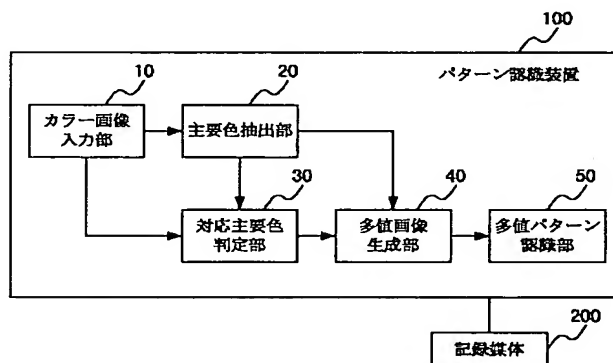 100
パターン認識装置
10
カラー画像
入力部
20
主要色抽出部
30
対応主要色
判定部
40
多値画像
生成部
50
多値パターン
認識部
200
記録媒体